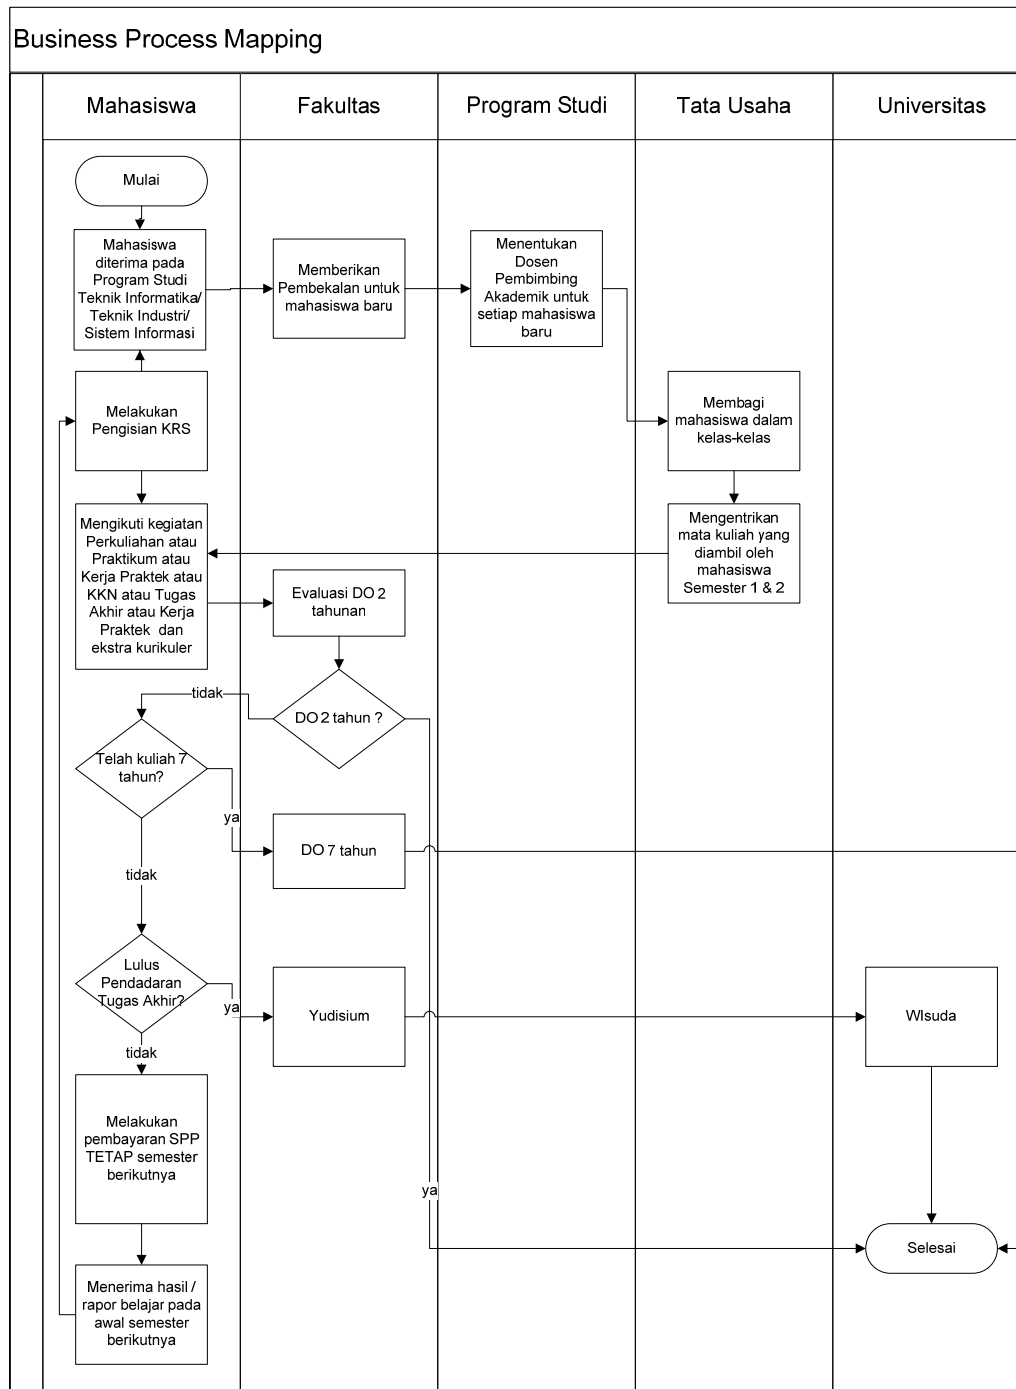 Business Process Mapping
Mahasiswa
Fakultas
Program Studi
Tata Usaha
Universitas
Mulai
Mahasiswa
diterima pada
Program Studi
Teknik Informatika/
Teknik Industri/
Sistem Informasi
Memberikan
Pembekalan untuk
mahasiswa baru
Menentukan
Dosen
Pembimbing
Akademik untuk
setiap mahasiswa
baru
Melakukan
Pengisian KRS
Membagi
mahasiswa dalam
kelas-kelas
Mengikuti kegiatan
Perkuliahan atau
Praktikum atau
Kerja Praktek atau
KKN atau Tugas
Akhir atau Kerja
Praktek dan
ekstra kurikuler
Mengentrikan
mata kuliah yang
diambil oleh
mahasiswa
Semester 1 & 2
Evaluasi DO 2
tahunan
tidak
DO 2 tahun ?
Telah kuliah 7
tahun?
ya
DO 7 tahun
tidak
Lulus
Pendadaran
Tugas Akhir?
ya
Yudisium
WIsuda
tidak
Melakukan
pembayaran SPP
TETAP semester
berikutnya
ya
Selesai
Menerima hasil /
rapor belajar pada
awal semester
berikutnya